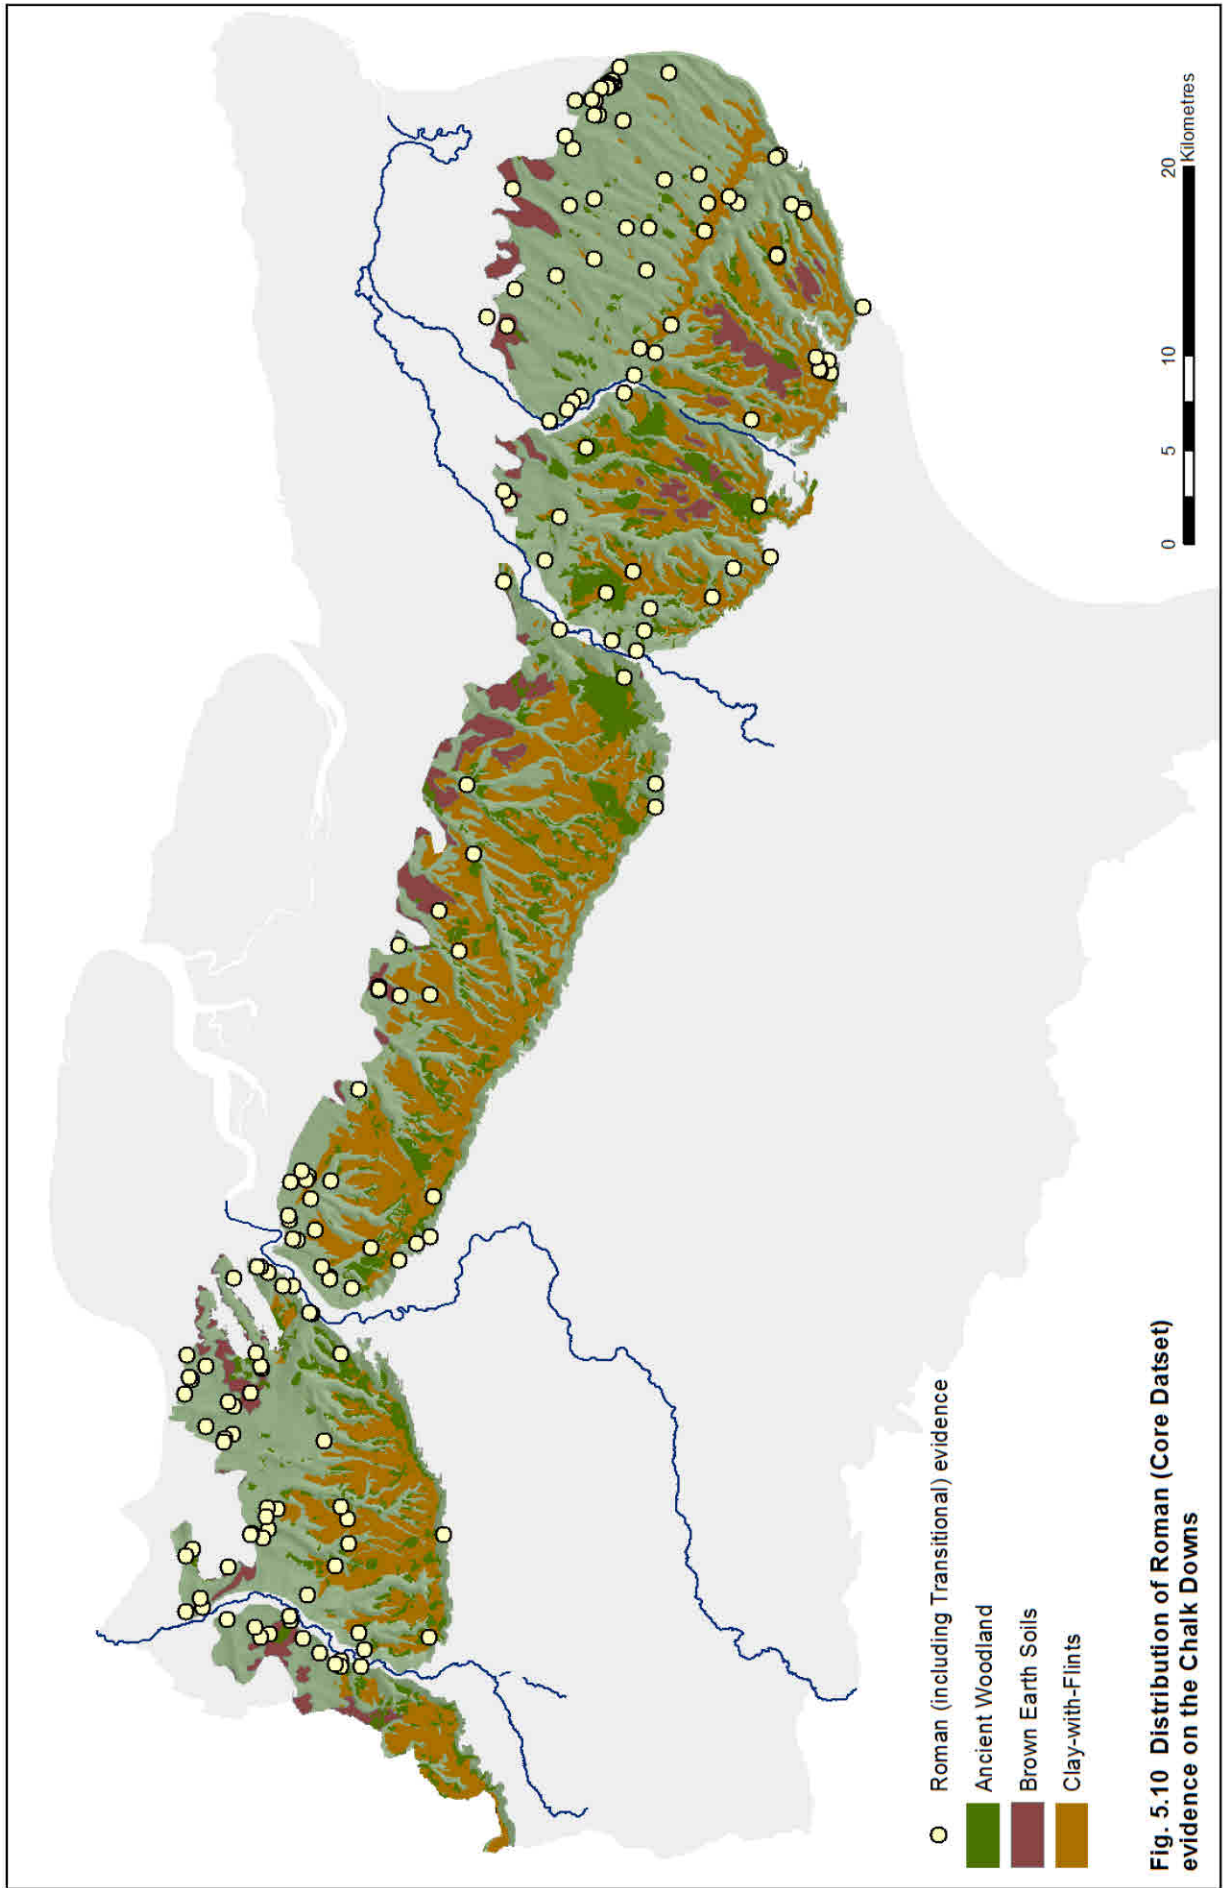 Roman (including Transitional) evidence
Ancient Woodland
Brown Earth Soils
Clay-with-Flints
Fig. 5.10 Distribution of Roman (Core Datset)
evidence on the Chalk Downs
0 5 10 20
Kilometres